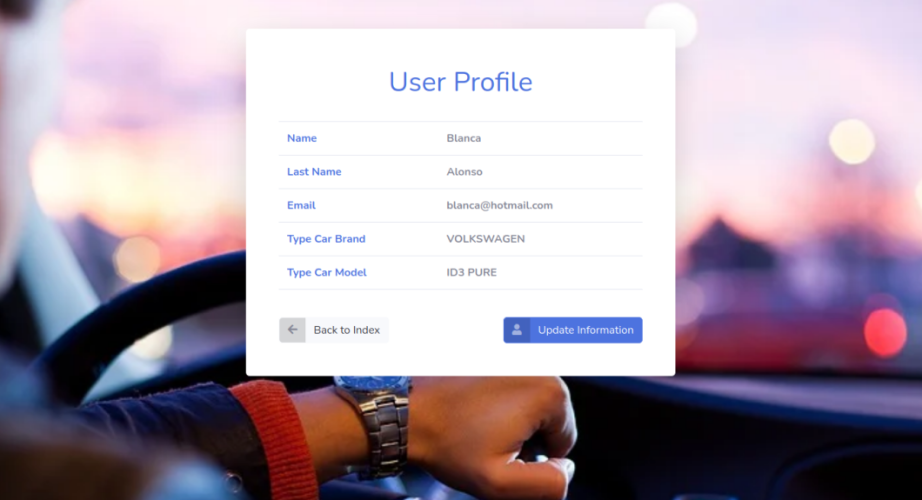 User Profile
Name Blanca
Last Name Alonso
Email blanca@hotmail.com
Type Car Brand VOLKSWAGEN
Type Car Model ID3 PURE
Back to Index Update Information